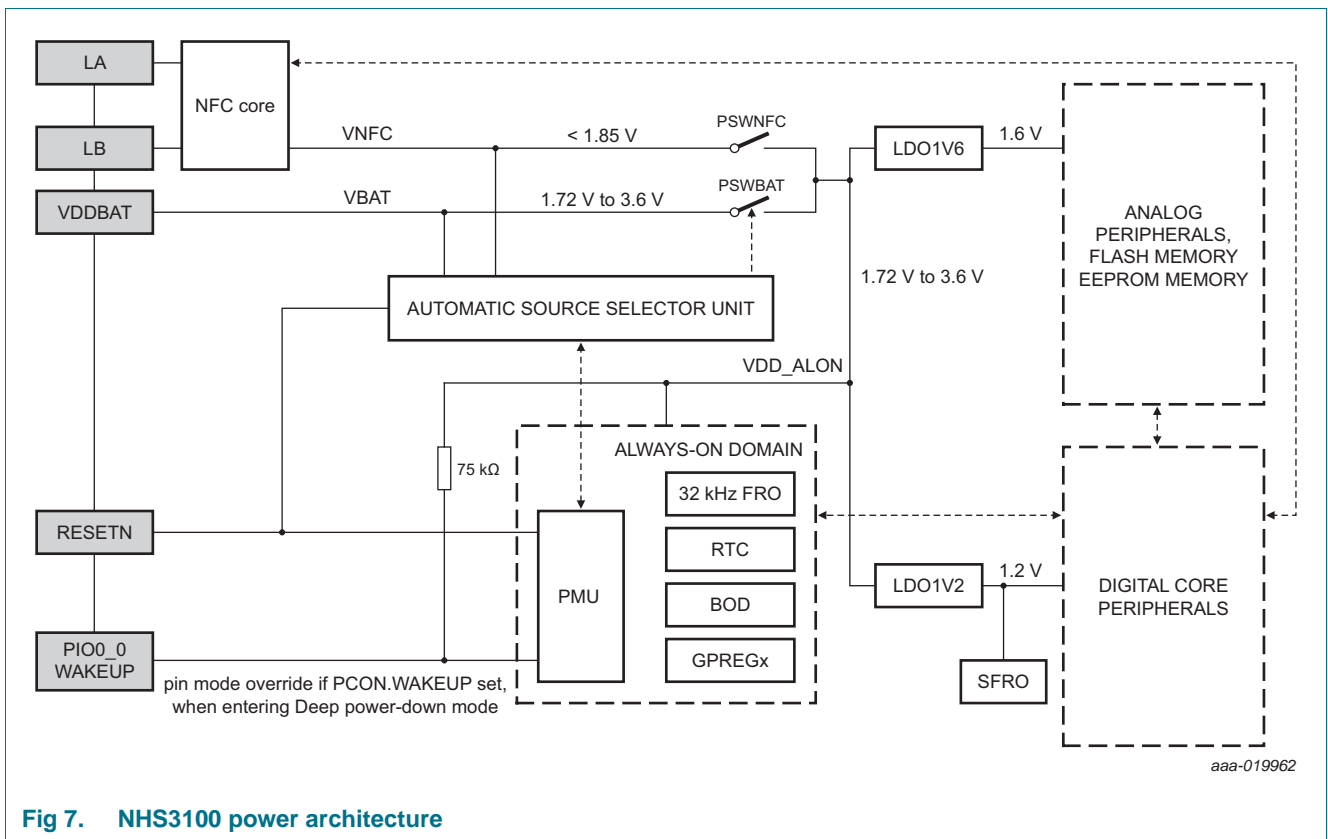 LA
NFC core
LB
VDDBAT
VNFC
< 1.85 V
PSWNFC
VBAT
1.72 V to 3.6 V
PSWBAT
LDO1V6
1.6 V
ANALOG
PERIPHERALS,
FLASH MEMORY
EEPROM MEMORY
1.72 V to 3.6 V
AUTOMATIC SOURCE SELECTOR UNIT
VDD_ALON
75 kΩ
ALWAYS-ON DOMAIN
32 kHz FRO
RTC
BOD
GPREGx
PMU
RESETN
PIO0_0
WAKEUP
pin mode override if PCON.WAKEUP set,
when entering Deep power-down mode
LDO1V2
1.2 V
SFRO
DIGITAL CORE
PERIPHERALS
aaa-019962
Fig 7. NHS3100 power architecture